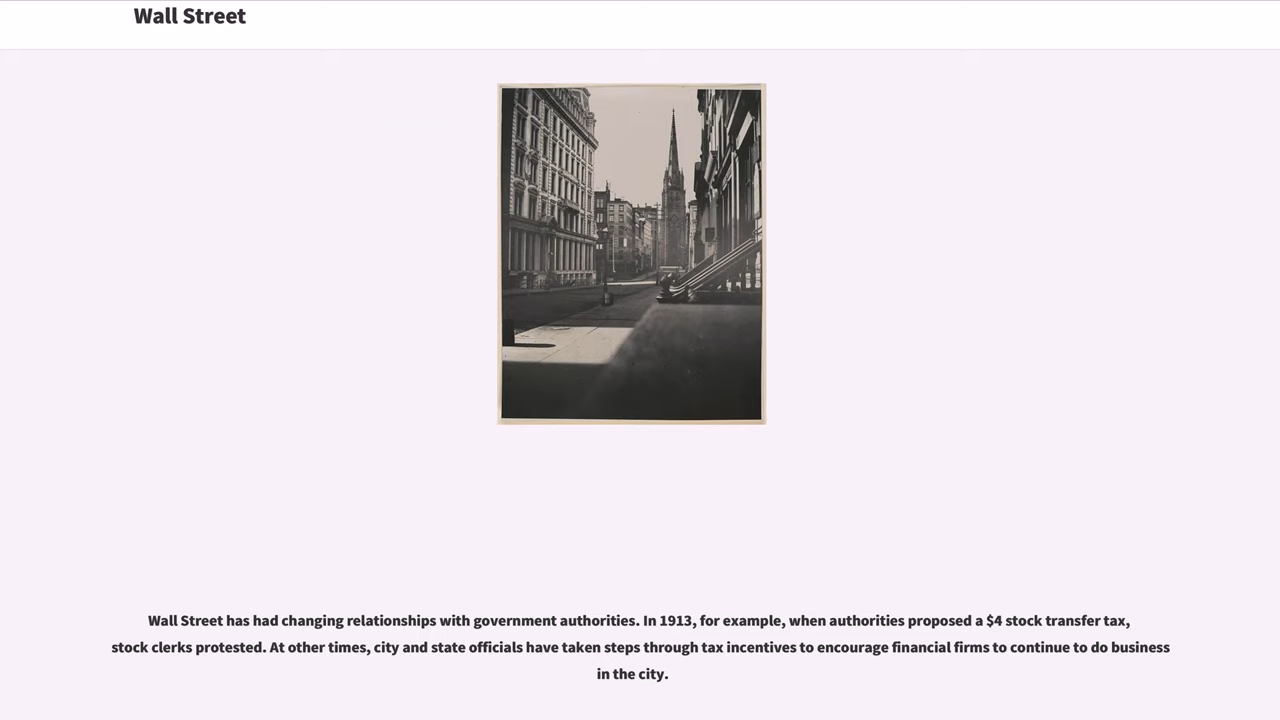 Wall Street
Wall Street has had changing relationships with government authorities. In 1913, for example, when authorities proposed a $4 stock transfer tax,
stock clerks protested. At other times, city and state officials have taken steps through tax incentives to encourage financial firms to continue to do business
in the city.